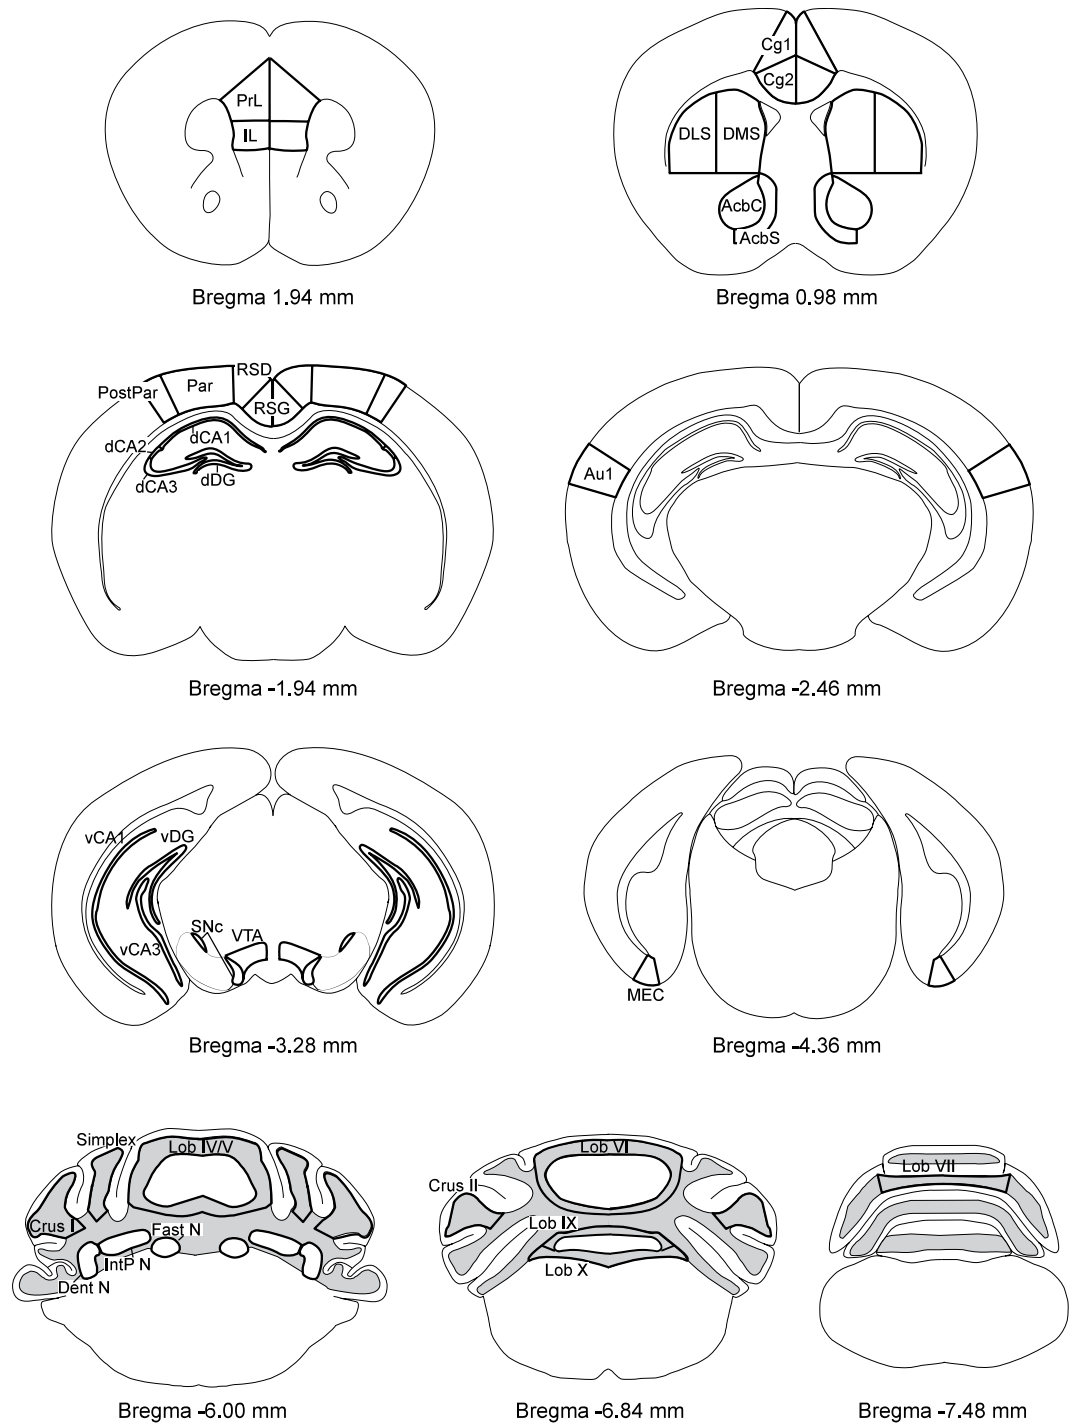 PrL
IL
Bregma 1.94 mm
Cg1
Cg2
DLS DMS
AcbC
AcbS
Bregma 0.98 mm
RSD
PostPar Par
RSG
dCA2 dCA1
dCA3 dDG
Bregma -1.94 mm
Au1
Bregma -2.46 mm
vCA1 vDG
SNc
VTA
vCA3
Bregma -3.28 mm
MEC
Bregma -4.36 mm
Simplex
Lob IV/V
Crus I
Fast N
IntP N
Dent N
Bregma -6.00 mm
Lob VI
Crus II
Lob IX
Lob X
Bregma -6.84 mm
Lob VII
Bregma -7.48 mm